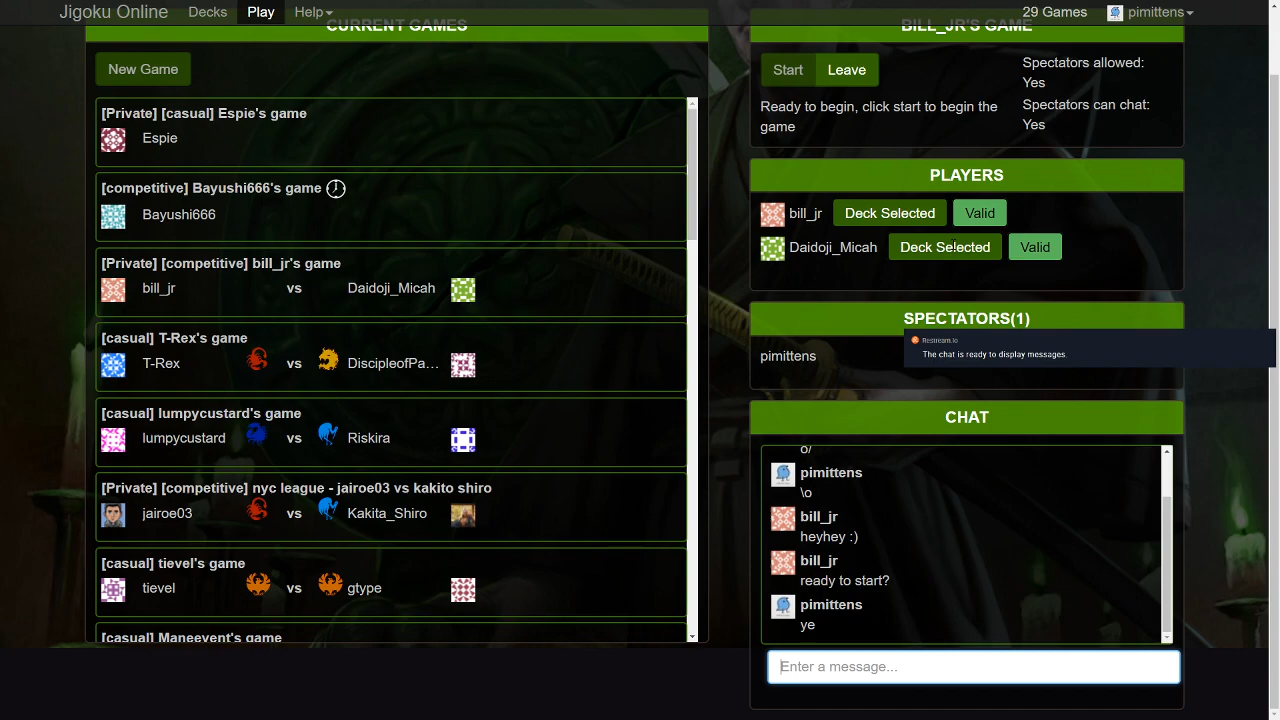 Jigoku Online Decks Play Help 29 Games pimittens
CURRENT GAMES
New Game
[Private] [casual] Espie's game
Espie
[competitive] Bayushi666's game
Bayushi666
[Private] [competitive] bill_jr's game
bill_jr vs Daidoji_Micah
[casual] T-Rex's game
T-Rex vs DiscipleofPa…
[casual] lumpycustard's game
lumpycustard vs Riskira
[Private] [competitive] nyc league - jairoe03 vs kakito shiro
jairoe03 vs Kakita_Shiro
[casual] tievel's game
tievel vs gtype
[casual] Maneevent's game
BILL_JR'S GAME
Start Leave
Ready to begin, click start to begin the
game
Spectators allowed:
Yes
Spectators can chat:
Yes
PLAYERS
bill_jr Deck Selected Valid
Daidoji_Micah Deck Selected Valid
SPECTATORS(1)
pimittens
Restream.io
The chat is ready to display messages.
CHAT
o/
pimittens
\o
bill_jr
heyhey :)
bill_jr
ready to start?
pimittens
ye
Enter a message...